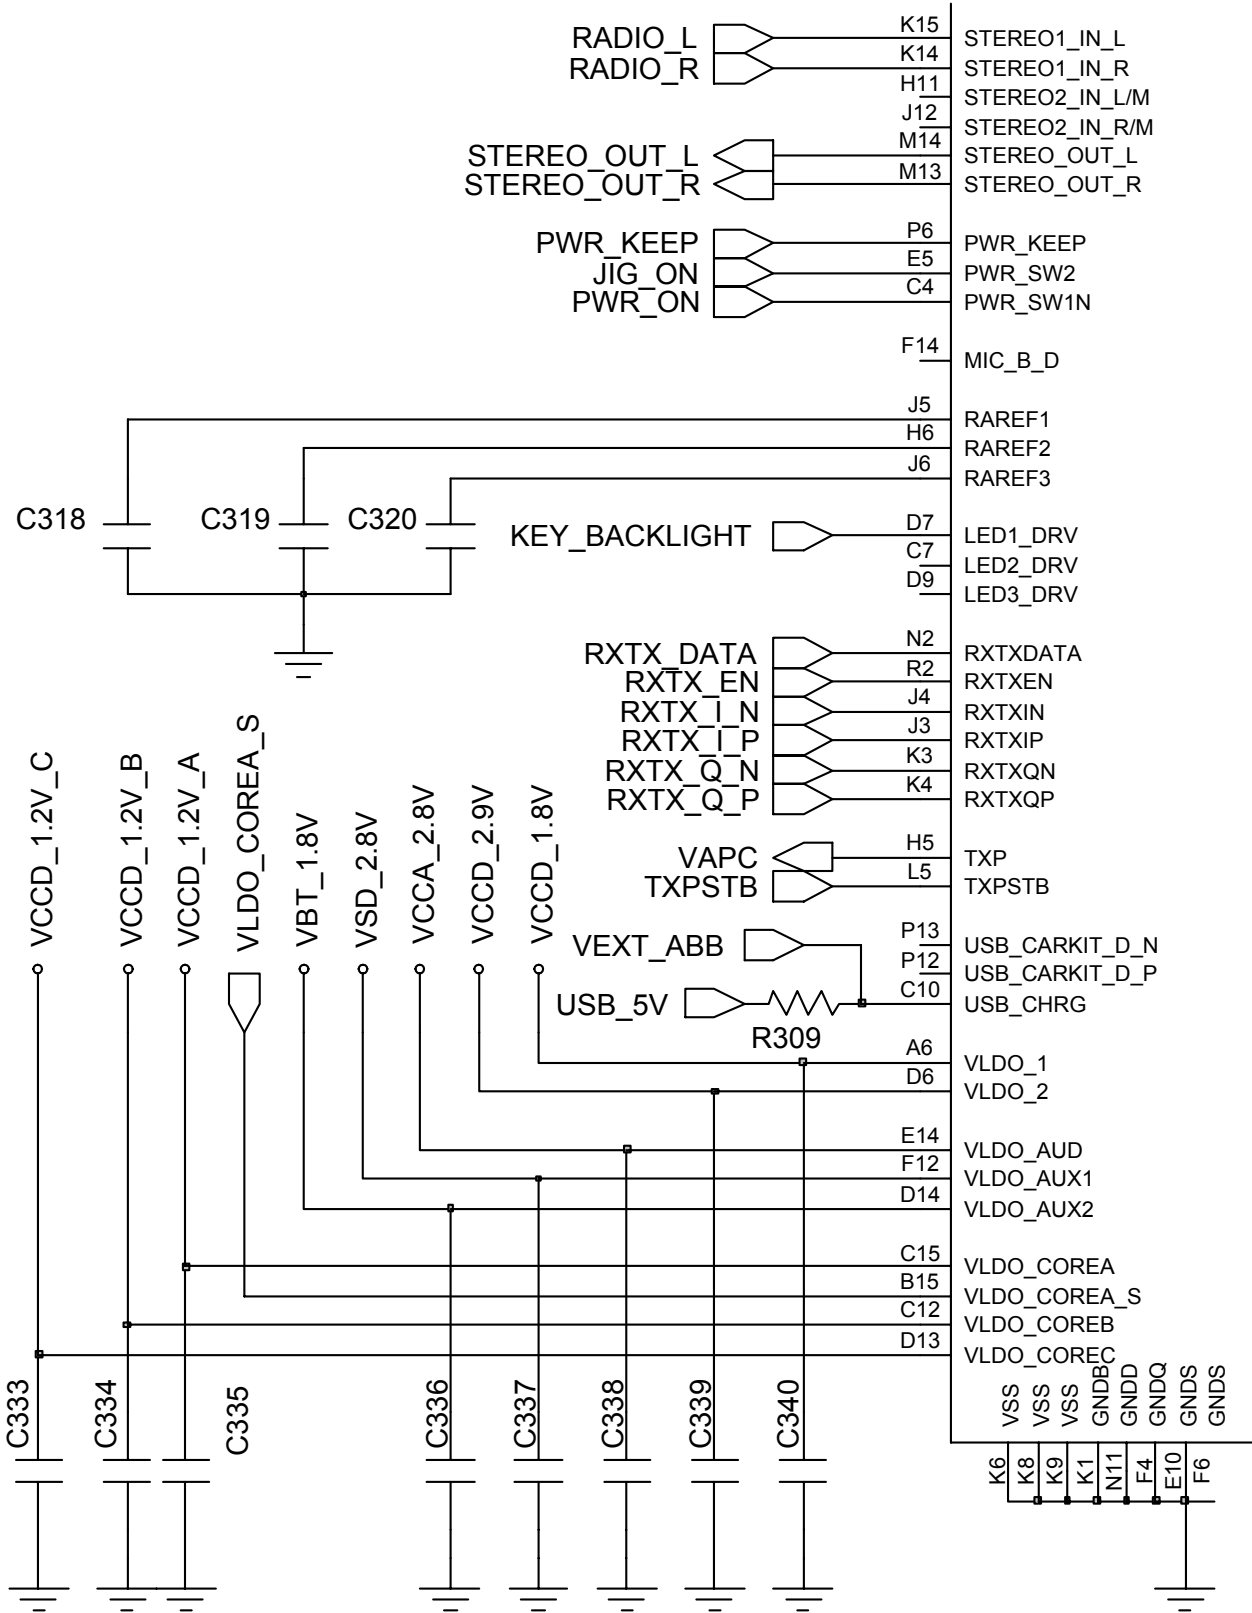 RADIO_L K15 STEREO1_IN_L
RADIO_R K14 STEREO1_IN_R
H11 STEREO2_IN_L/M
J12 STEREO2_IN_R/M
STEREO_OUT_L M14 STEREO_OUT_L
STEREO_OUT_R M13 STEREO_OUT_R
PWR_KEEP P6 PWR_KEEP
JIG_ON E5 PWR_SW2
PWR_ON C4 PWR_SW1N
F14 MIC_B_D
J5 RAREF1
H6 RAREF2
J6 RAREF3
C318 C319 C320
KEY_BACKLIGHT D7 LED1_DRV
C7 LED2_DRV
D9 LED3_DRV
RXTX_DATA N2 RXTXDATA
RXTX_EN R2 RXTXEN
RXTX_I_N J4 RXTXIN
RXTX_I_P J3 RXTXIP
RXTX_Q_N K3 RXTXQN
RXTX_Q_P K4 RXTXQP
VAPC H5 TXP
TXPSTB L5 TXPSTB
VCCD_1.2V_C
VCCD_1.2V_B
VCCD_1.2V_A
VLDO_COREA_S
VBT_1.8V
VSD_2.8V
VCCA_2.8V
VCCD_2.9V
VCCD_1.8V
VEXT_ABB P13 USB_CARKIT_D_N
P12 USB_CARKIT_D_P
USB_5V C10 USB_CHRG
R309
A6 VLDO_1
D6 VLDO_2
E14 VLDO_AUD
F12 VLDO_AUX1
D14 VLDO_AUX2
C15 VLDO_COREA
B15 VLDO_COREA_S
C12 VLDO_COREB
D13 VLDO_COREC
C333
C334
C335
C336
C337
C338
C339
C340
VSS
VSS
VSS
GNDB
GNDD
GNDQ
GNDS
GNDS
K6
K8
K9
K1
N11
F4
E10
F6